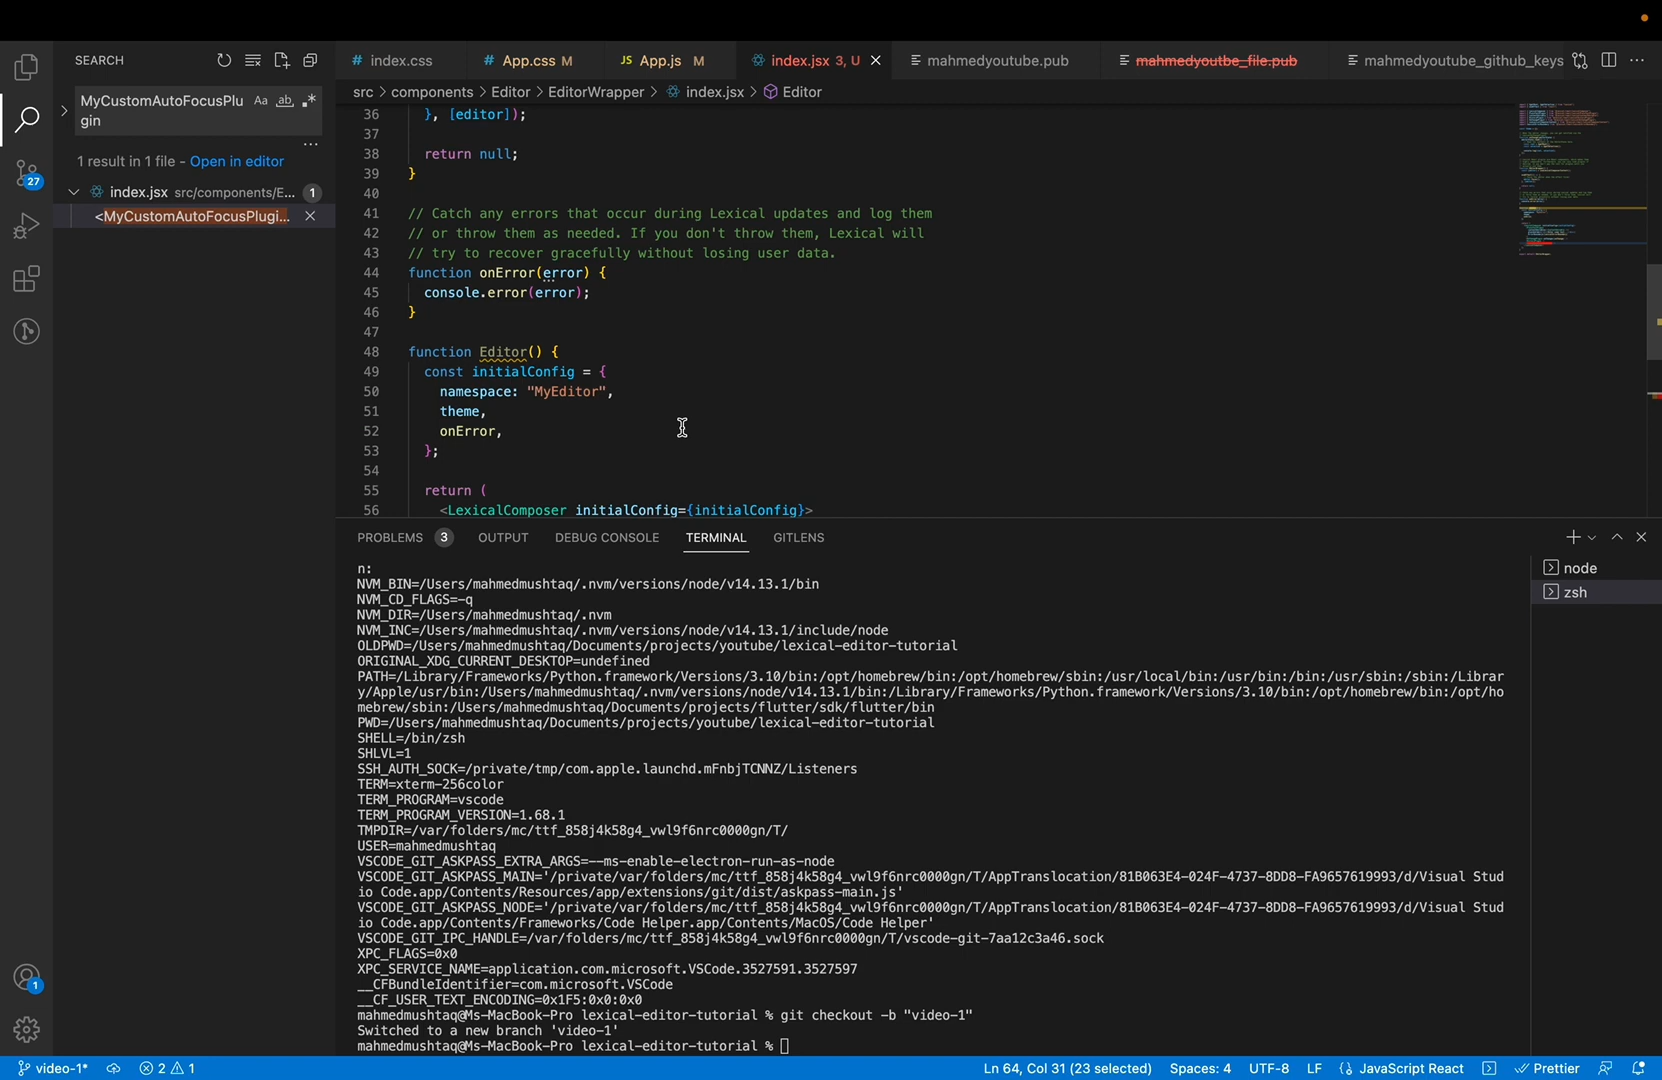 SEARCH
MyCustomAutoFocusPlu
gin
Aa
ab
1 result in 1 file - Open in editor
index.jsx src/components/E... 1
<MyCustomAutoFocusPlugi...
# index.css
# App.css M
JS App.js M
index.jsx 3, U
mahmedyoutube.pub
mahmedyoutbe_file.pub
mahmedyoutube_github_keys
src > components > Editor > EditorWrapper > index.jsx > Editor
36 }, [editor]);
37
38 return null;
39 }
40
41 // Catch any errors that occur during Lexical updates and log them
42 // or throw them as needed. If you don't throw them, Lexical will
43 // try to recover gracefully without losing user data.
44 function onError(error) {
45 console.error(error);
46 }
47
48 function Editor() {
49 const initialConfig = {
50 namespace: "MyEditor",
51 theme,
52 onError,
53 };
54
55 return (
56 <LexicalComposer initialConfig={initialConfig}>
27
1
PROBLEMS 3 OUTPUT DEBUG CONSOLE TERMINAL GITLENS
node
zsh
n:
NVM_BIN=/Users/mahmedmushtaq/.nvm/versions/node/v14.13.1/bin
NVM_CD_FLAGS=-q
NVM_DIR=/Users/mahmedmushtaq/.nvm
NVM_INC=/Users/mahmedmushtaq/.nvm/versions/node/v14.13.1/include/node
OLDPWD=/Users/mahmedmushtaq/Documents/projects/youtube/lexical-editor-tutorial
ORIGINAL_XDG_CURRENT_DESKTOP=undefined
PATH=/Library/Frameworks/Python.framework/Versions/3.10/bin:/opt/homebrew/bin:/opt/homebrew/sbin:/usr/local/bin:/usr/bin:/bin:/usr/sbin:/sbin:/Librar
y/Apple/usr/bin:/Users/mahmedmushtaq/.nvm/versions/node/v14.13.1/bin:/Library/Frameworks/Python.framework/Versions/3.10/bin:/opt/homebrew/bin:/opt/ho
mebrew/sbin:/Users/mahmedmushtaq/Documents/projects/flutter/sdk/flutter/bin
PWD=/Users/mahmedmushtaq/Documents/projects/youtube/lexical-editor-tutorial
SHELL=/bin/zsh
SHLVL=1
SSH_AUTH_SOCK=/private/tmp/com.apple.launchd.mFnbjTCNNZ/Listeners
TERM=xterm-256color
TERM_PROGRAM=vscode
TERM_PROGRAM_VERSION=1.68.1
TMPDIR=/var/folders/mc/ttf_858j4k58g4_vwl9f6nrc0000gn/T/
USER=mahmedmushtaq
VSCODE_GIT_ASKPASS_EXTRA_ARGS=--ms-enable-electron-run-as-node
VSCODE_GIT_ASKPASS_MAIN='/private/var/folders/mc/ttf_858j4k58g4_vwl9f6nrc0000gn/T/AppTranslocation/81B063E4-024F-4737-8DD8-FA9657619993/d/Visual Stud
io Code.app/Contents/Resources/app/extensions/git/dist/askpass-main.js'
VSCODE_GIT_ASKPASS_NODE='/private/var/folders/mc/ttf_858j4k58g4_vwl9f6nrc0000gn/T/AppTranslocation/81B063E4-024F-4737-8DD8-FA9657619993/d/Visual Stud
io Code.app/Contents/Frameworks/Code Helper.app/Contents/MacOS/Code Helper'
VSCODE_GIT_IPC_HANDLE=/var/folders/mc/ttf_858j4k58g4_vwl9f6nrc0000gn/T/vscode-git-7aa12c3a46.sock
XPC_FLAGS=0x0
XPC_SERVICE_NAME=application.com.microsoft.VSCode.3527591.3527597
__CFBundleIdentifier=com.microsoft.VSCode
__CF_USER_TEXT_ENCODING=0x1F5:0x0:0x0
mahmedmushtaq@Ms-MacBook-Pro lexical-editor-tutorial % git checkout -b "video-1"
Switched to a new branch 'video-1'
mahmedmushtaq@Ms-MacBook-Pro lexical-editor-tutorial %
video-1* 2 1 Ln 64, Col 31 (23 selected) Spaces: 4 UTF-8 LF JavaScript React Prettier